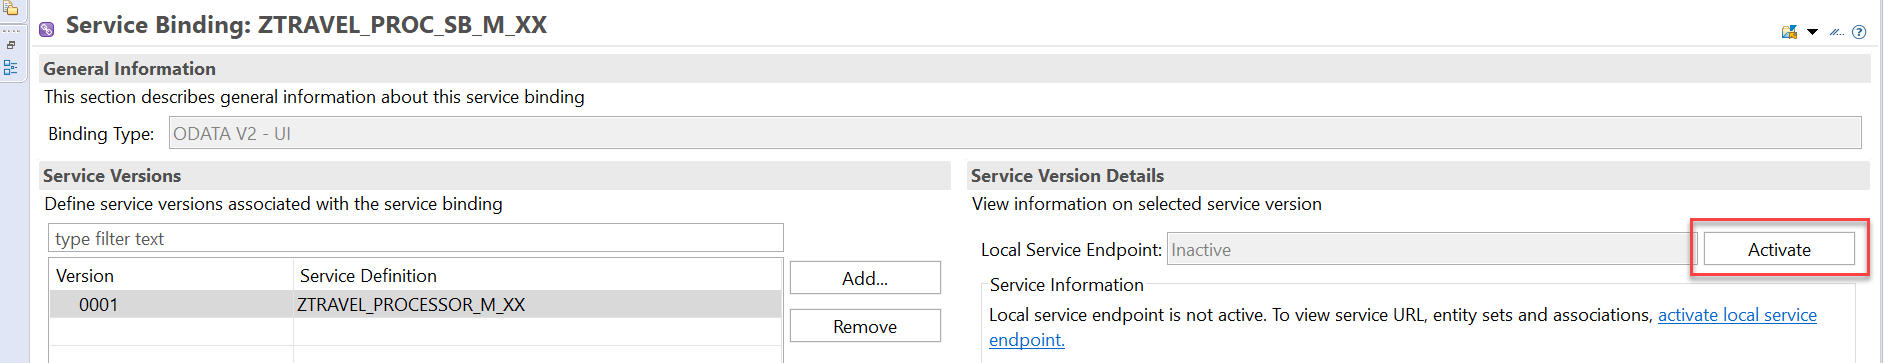 Service Binding: ZTRAVEL_PROC_SB_M_XX
General Information
This section describes general information about this service binding
Binding Type: ODATA V2 - UI
Service Versions
Define service versions associated with the service binding
type filter text
Version Service Definition
0001 ZTRAVEL_PROCESSOR_M_XX
Add...
Remove
Service Version Details
View information on selected service version
Local Service Endpoint: Inactive Activate
Service Information
Local service endpoint is not active. To view service URL, entity sets and associations, activate local service
endpoint.